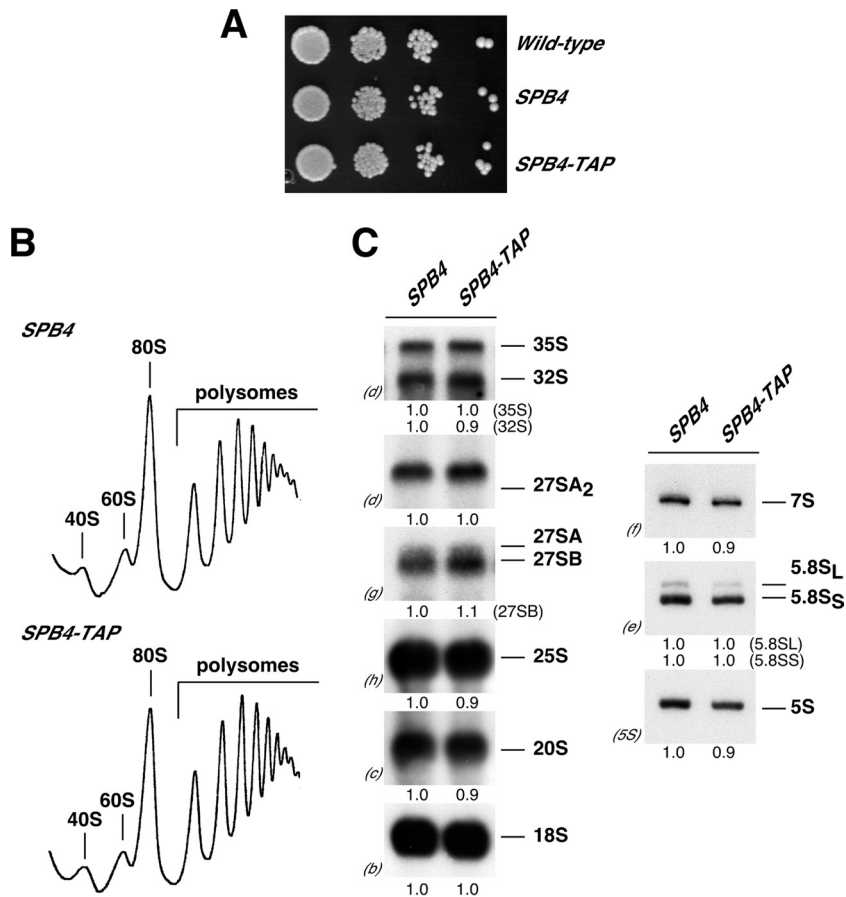 A
Wild-type
SPB4
SPB4-TAP
B
SPB4
80S
polysomes
60S
40S
SPB4-TAP
80S
polysomes
60S
40S
C
SPB4 SPB4-TAP
35S
32S
(d)
1.0 1.0 (35S)
1.0 0.9 (32S)
27SA2
(d)
1.0 1.0
27SA
27SB
(g)
1.0 1.1 (27SB)
25S
(h)
1.0 0.9
20S
(c)
1.0 0.9
18S
(b)
1.0 1.0
SPB4 SPB4-TAP
7S
(f)
1.0 0.9
5.8SL
5.8SS
(e)
1.0 1.0 (5.8SL)
1.0 1.0 (5.8SS)
5S
(5S)
1.0 0.9